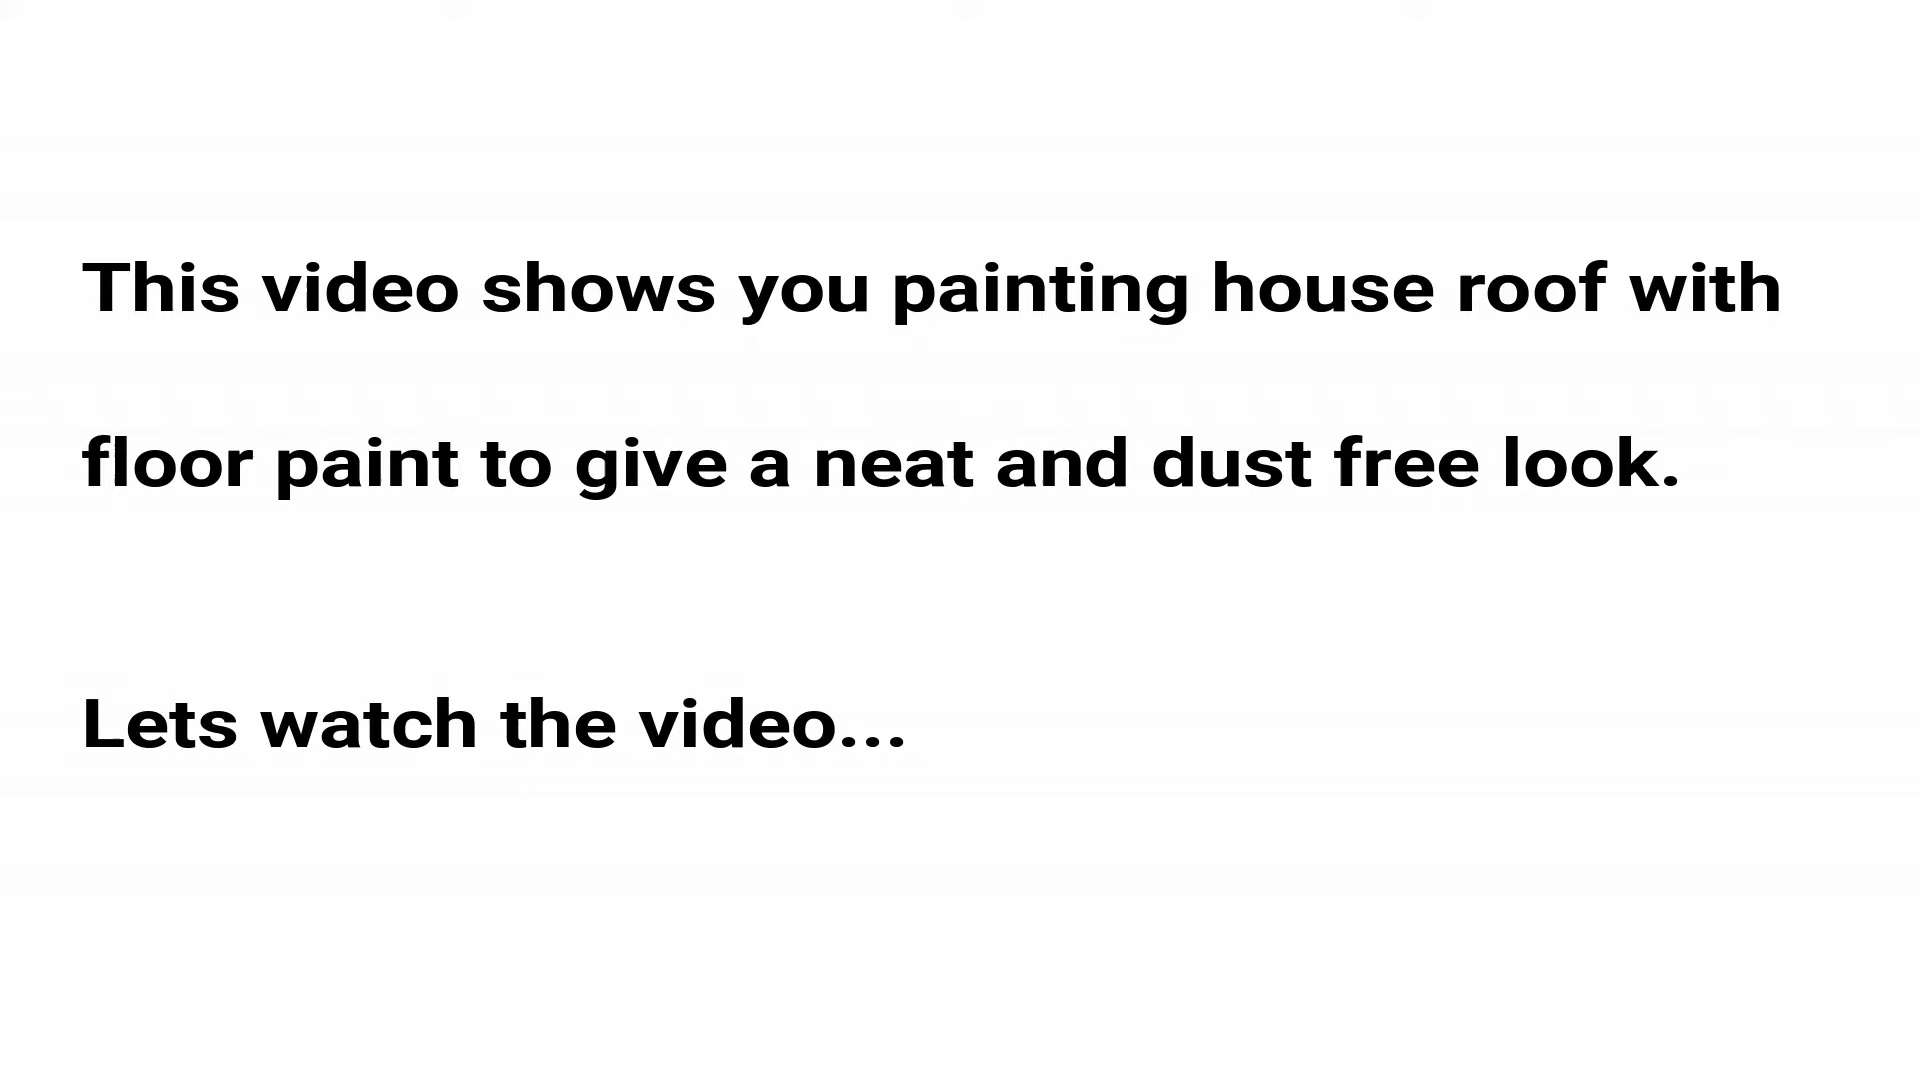 This video shows you painting house roof with
floor paint to give a neat and dust free look.
Lets watch the video...